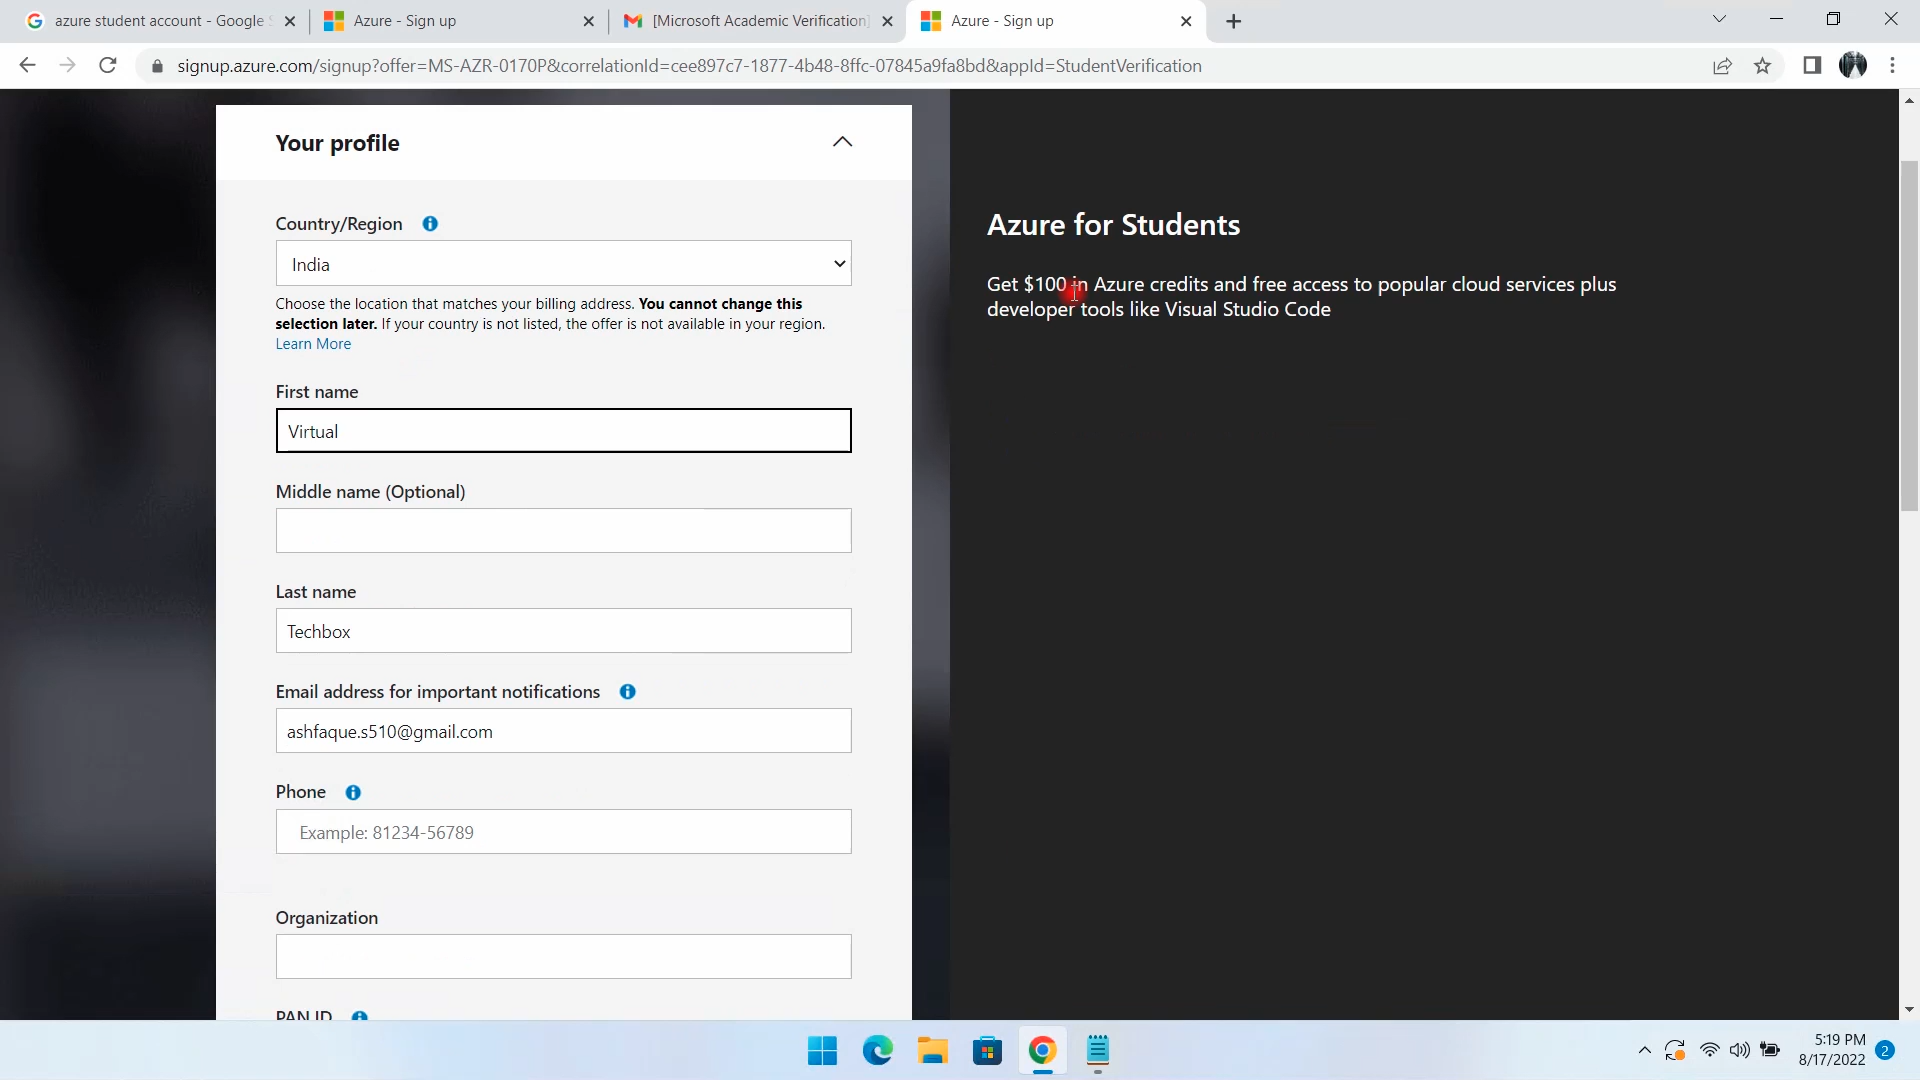 azure student account - Google S
Azure - Sign up
[Microsoft Academic Verification]
Azure - Sign up
signup.azure.com/signup?offer=MS-AZR-0170P&correlationId=cee897c7-1877-4b48-8ffc-07845a9fa8bd&appId=StudentVerification
Your profile
Country/Region
India
Choose the location that matches your billing address. You cannot change this
selection later. If your country is not listed, the offer is not available in your region.
Learn More
First name
Virtual
Middle name (Optional)
Last name
Techbox
Email address for important notifications
ashfaque.s510@gmail.com
Phone
Example: 81234-56789
Organization
PAN ID
Azure for Students
Get $100 in Azure credits and free access to popular cloud services plus
developer tools like Visual Studio Code
5:19 PM
8/17/2022
2